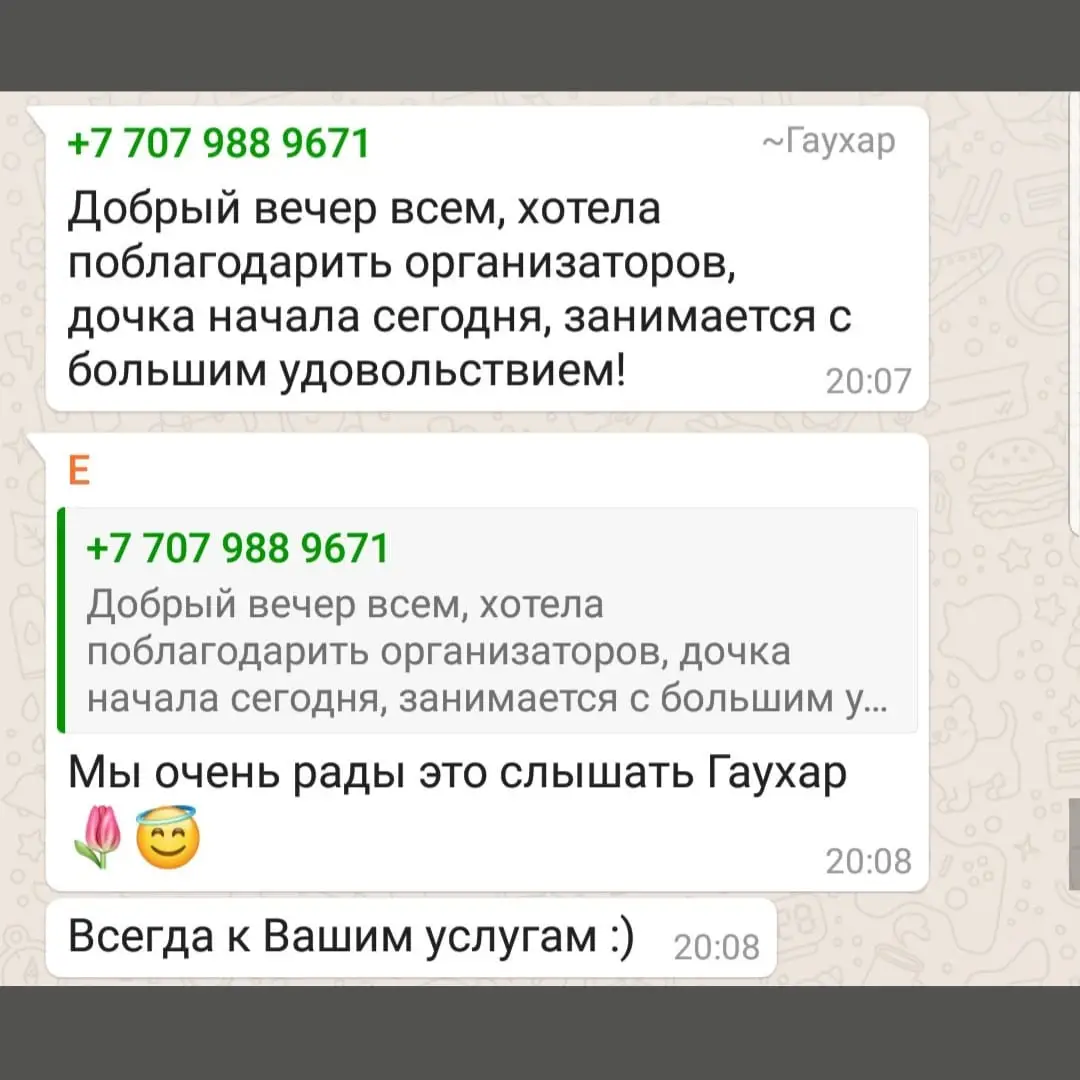 +7 707 988 9671 ~Гаухар
Добрый вечер всем, хотела
поблагодарить организаторов,
дочка начала сегодня, занимается с
большим удовольствием! 20:07
E
+7 707 988 9671
Добрый вечер всем, хотела
поблагодарить организаторов, дочка
начала сегодня, занимается с большим у...
Мы очень рады это слышать Гаухар
🌷😇 20:08
Всегда к Вашим услугам :) 20:08